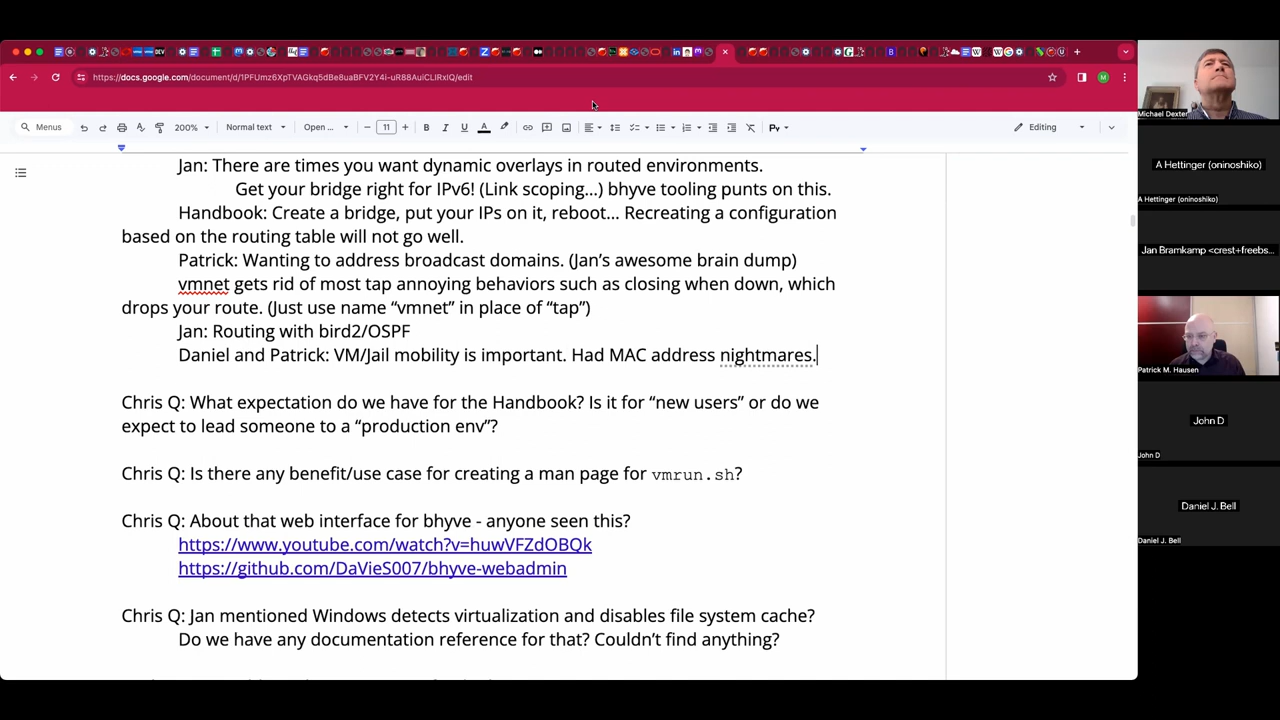 https://docs.google.com/document/d/1PFUmz6XpTVAGkq5dBe8uaBFV2Y4i-uR88AuiCLIRxIQ/edit
Menus 200% Normal text Open ... 11 Editing
Jan: There are times you want dynamic overlays in routed environments.
Get your bridge right for IPv6! (Link scoping...) bhyve tooling punts on this.
Handbook: Create a bridge, put your IPs on it, reboot... Recreating a configuration
based on the routing table will not go well.
Patrick: Wanting to address broadcast domains. (Jan’s awesome brain dump)
vmnet gets rid of most tap annoying behaviors such as closing when down, which
drops your route. (Just use name “vmnet” in place of “tap”)
Jan: Routing with bird2/OSPF
Daniel and Patrick: VM/Jail mobility is important. Had MAC address nightmares.
Chris Q: What expectation do we have for the Handbook? Is it for “new users” or do we
expect to lead someone to a “production env”?
Chris Q: Is there any benefit/use case for creating a man page for vmrun.sh?
Chris Q: About that web interface for bhyve - anyone seen this?
https://www.youtube.com/watch?v=huwVFZdOBQk
https://github.com/DaVieS007/bhyve-webadmin
Chris Q: Jan mentioned Windows detects virtualization and disables file system cache?
Do we have any documentation reference for that? Couldn’t find anything?
Michael Dexter
A Hettinger (oninoshiko)
A Hettinger (oninoshiko)
Jan Bramkamp <crest+freebs...
Patrick M. Hausen
John D
John D
Daniel J. Bell
Daniel J. Bell